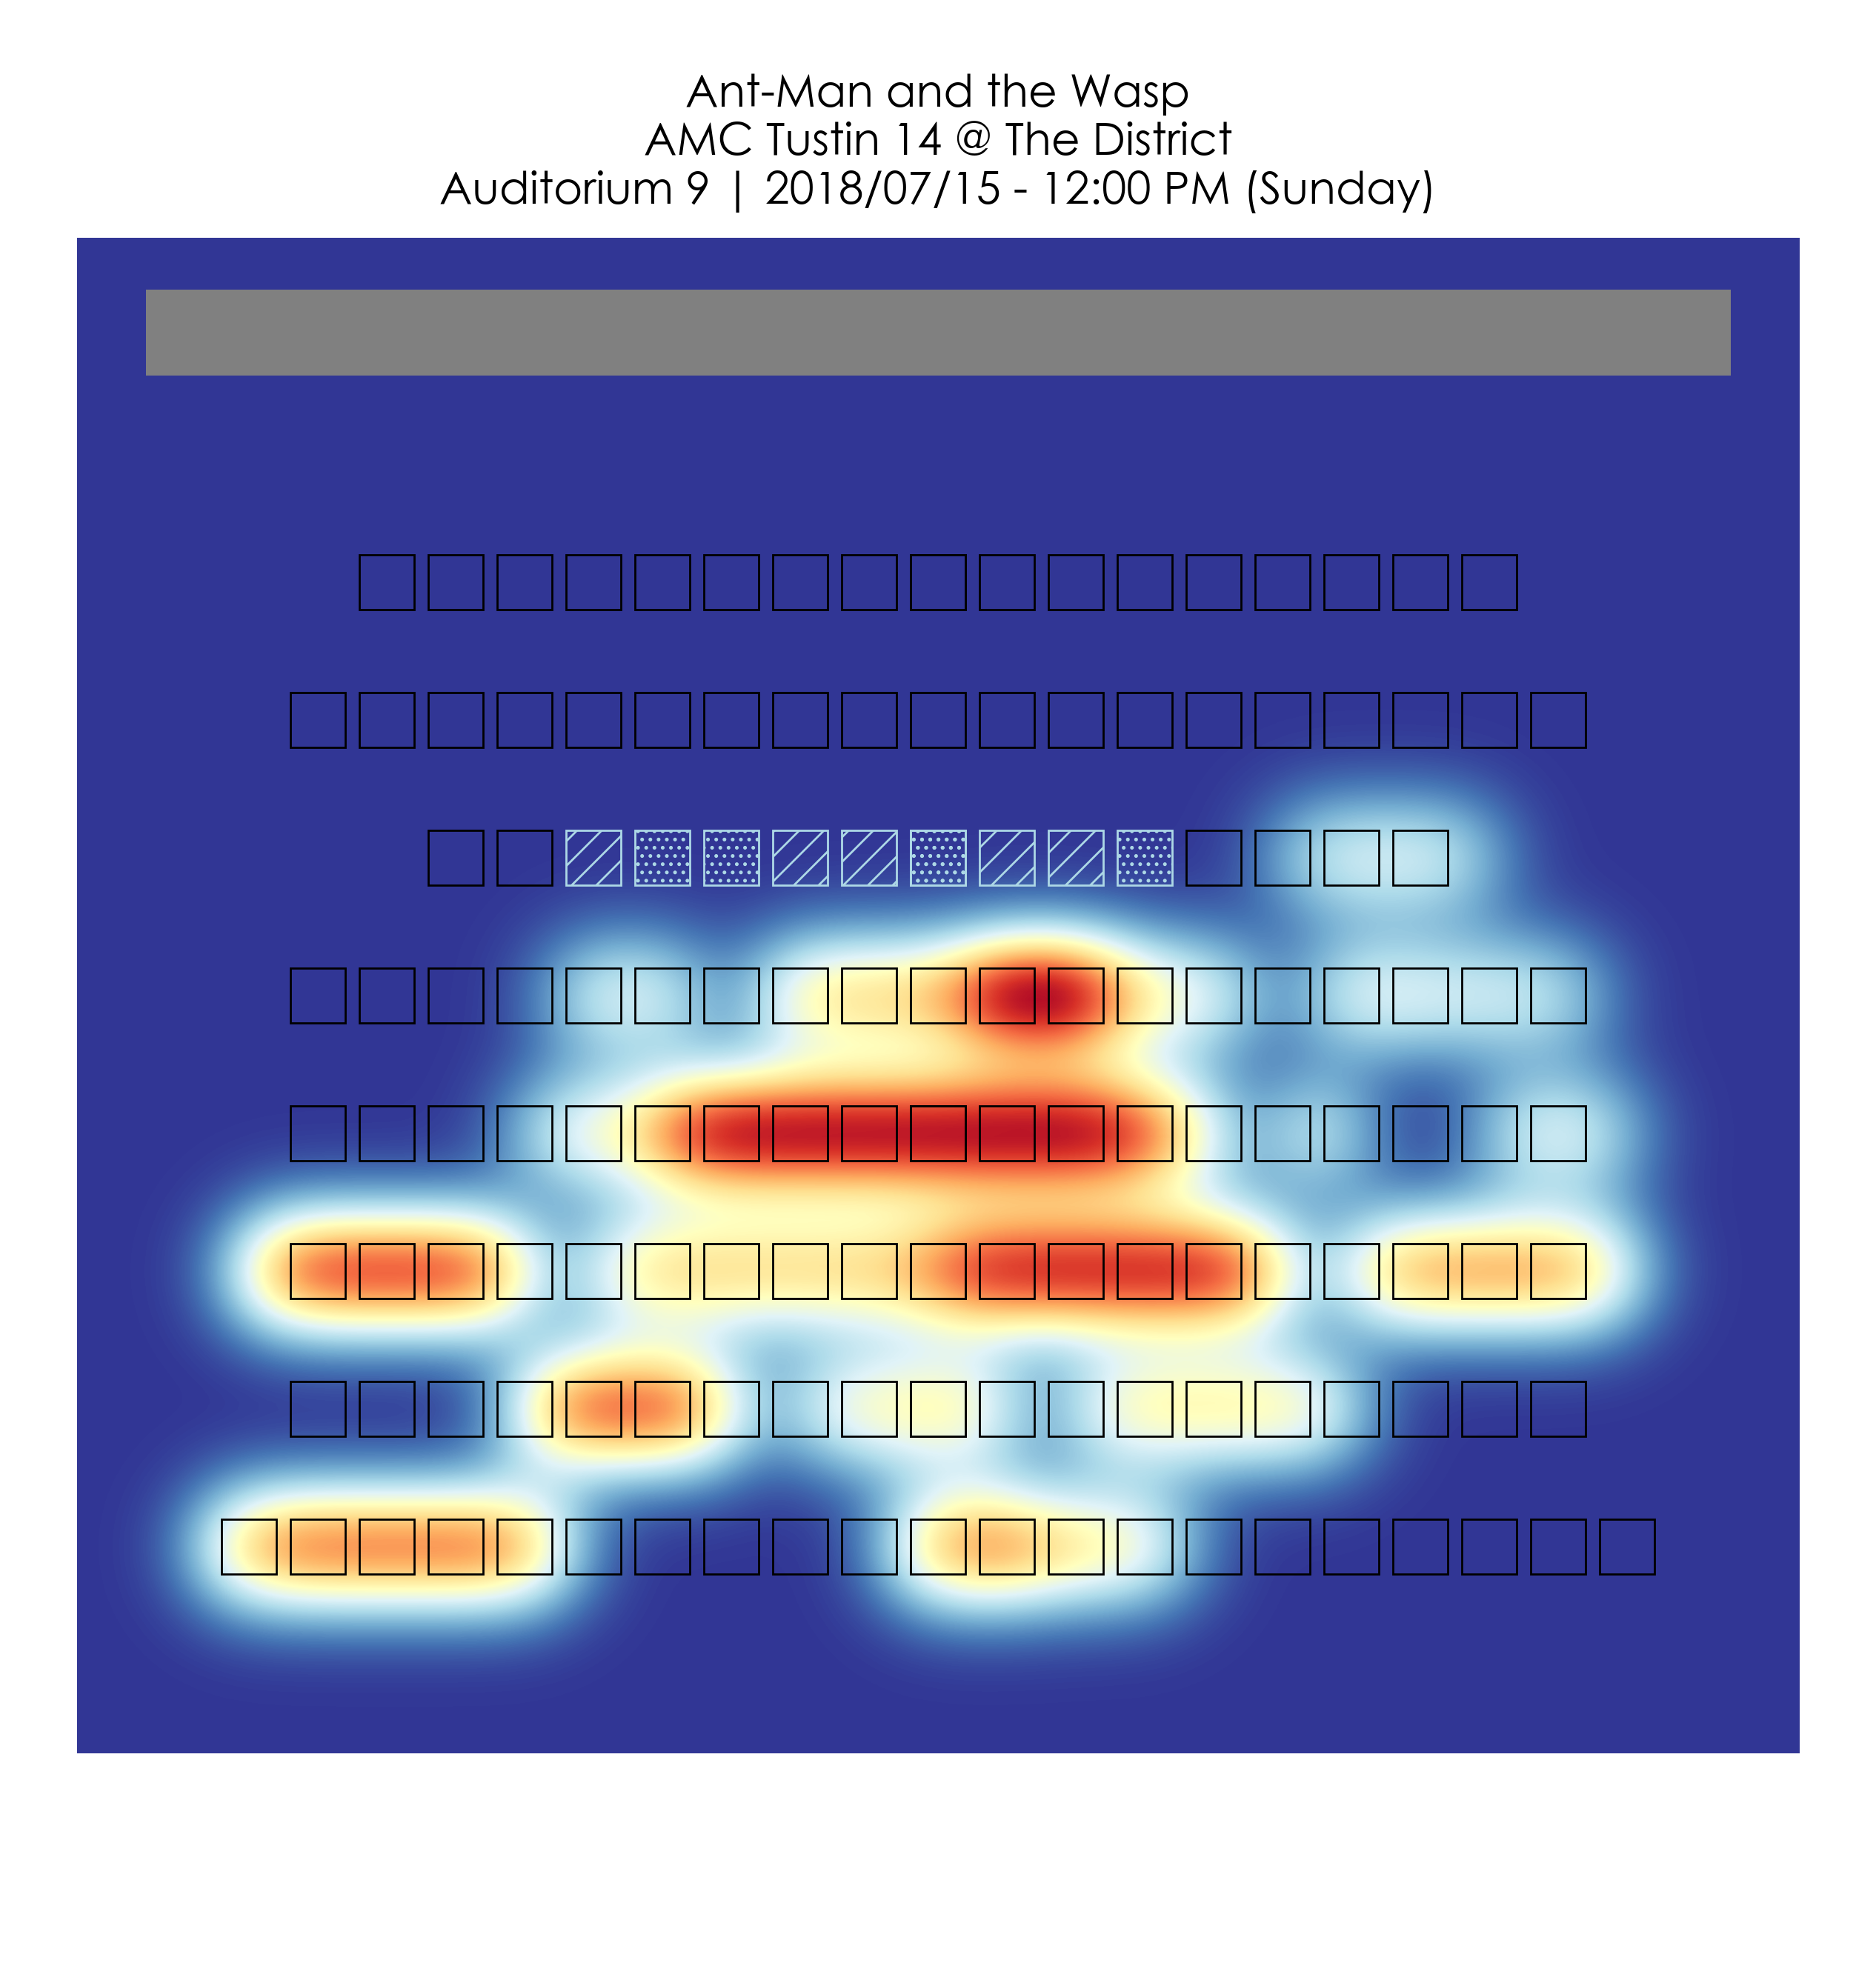 Ant-Man and the Wasp
AMC Tustin 14 @ The District
Auditorium 9 | 2018/07/15 - 12:00 PM (Sunday)